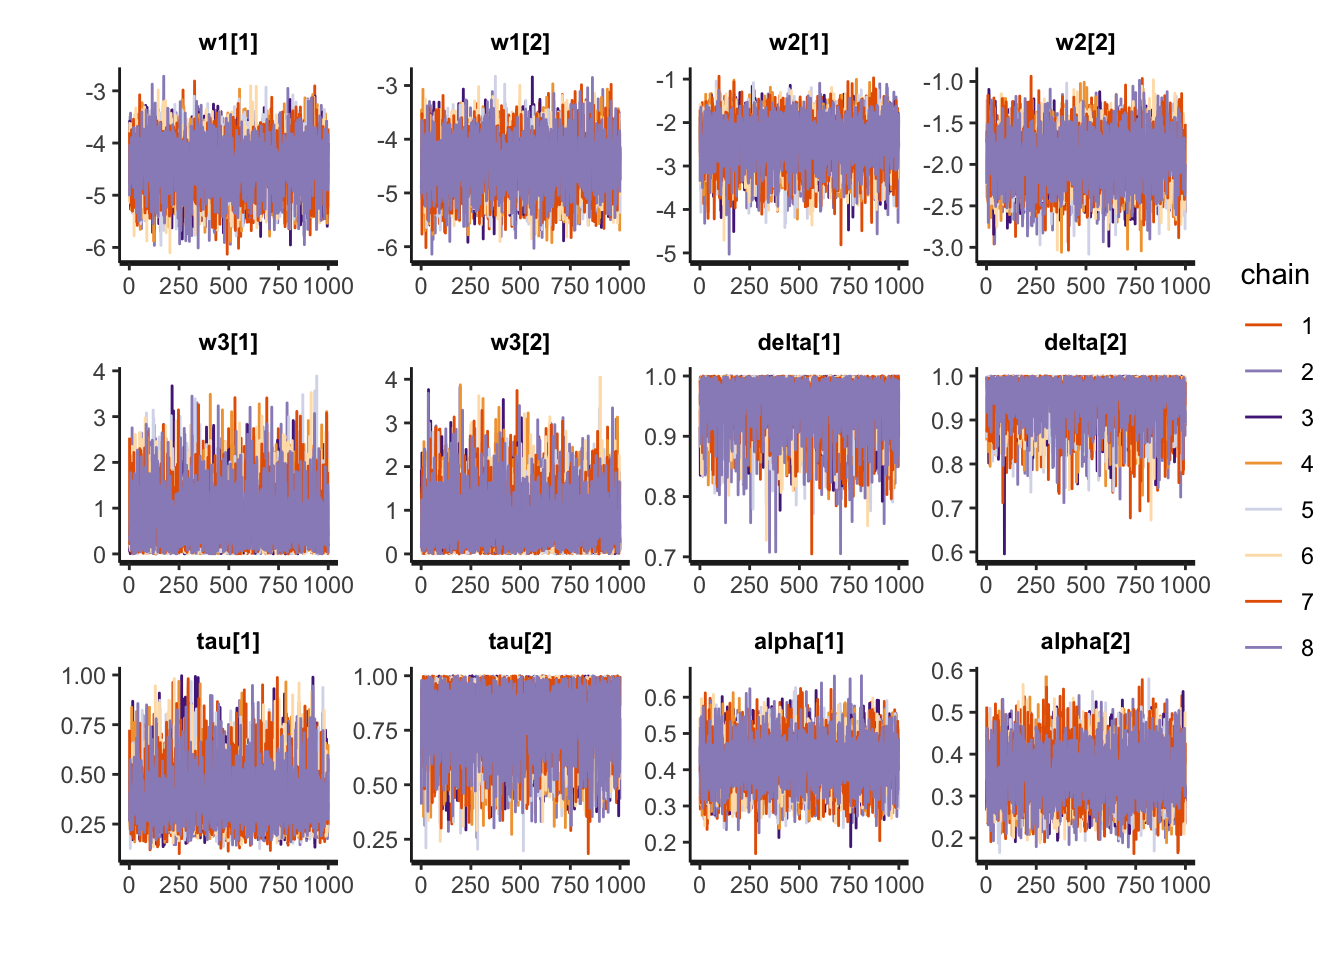 w1[1] w1[2] w2[1] w2[2]
-3 -4 -5 -6
-3 -4 -5 -6
-1 -2 -3 -4 -5
-1.0 -1.5 -2.0 -2.5 -3.0
0 250 500 750 1000 0 250 500 750 1000 0 250 500 750 1000 0 250 500 750 1000
w3[1] w3[2] delta[1] delta[2]
4 3 2 1 0
4 3 2 1 0
1.0 0.9 0.8 0.7
1.0 0.9 0.8 0.7 0.6
0 250 500 750 1000 0 250 500 750 1000 0 250 500 750 1000 0 250 500 750 1000
tau[1] tau[2] alpha[1] alpha[2]
1.00 0.75 0.50 0.25
1.00 0.75 0.50 0.25
0.6 0.5 0.4 0.3 0.2
0.6 0.5 0.4 0.3 0.2
0 250 500 750 1000 0 250 500 750 1000 0 250 500 750 1000 0 250 500 750 1000
chain
1
2
3
4
5
6
7
8